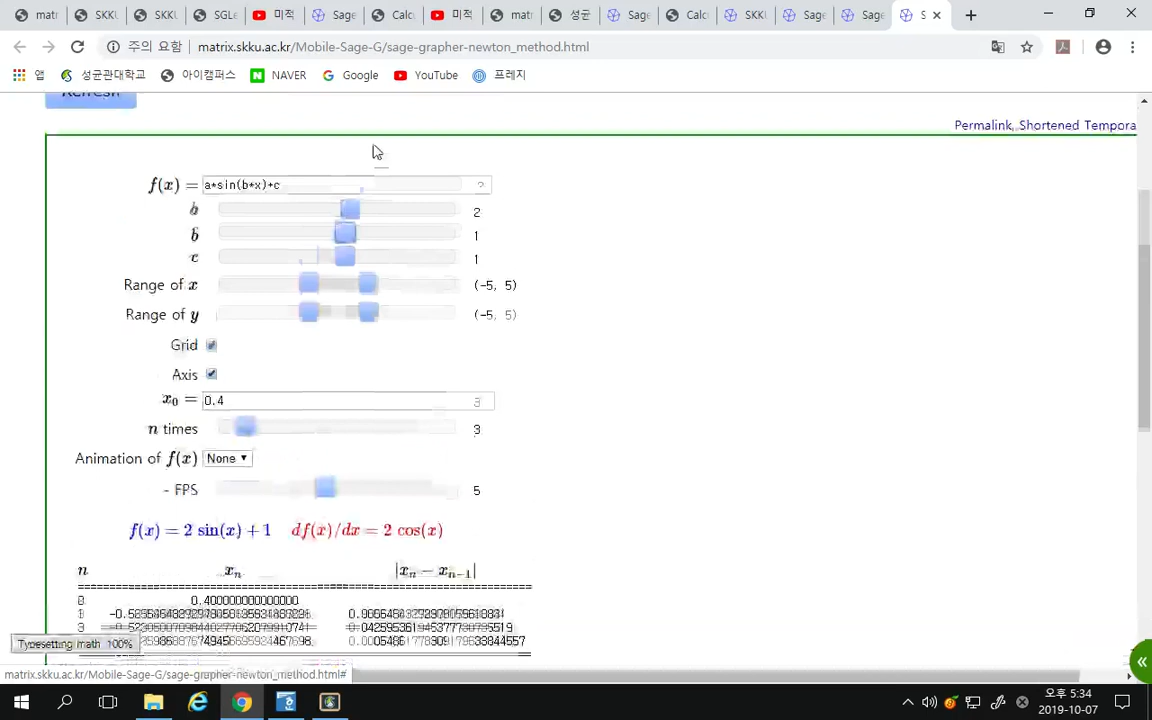 matr SKKU SKKU SGLe 미적 Sage Calcu 미적 matr 성균 Sage Calcu SKKU Sage Sage S
주의 요함 matrix.skku.ac.kr/Mobile-Sage-G/sage-grapher-newton_method.html
앱 성균관대학교 아이캠퍼스 NAVER Google YouTube 프레지
Refresh
Permalink, Shortened Tempora
f(x) = a*sin(b*x)+c
2
b 1
c 1
Range of x (-5, 5)
Range of y (-5, 5)
Grid
Axis
x₀ = 0.4
n times 3
Animation of f(x) None
- FPS 5
f(x) = 2 sin(x) + 1 df(x)/dx = 2 cos(x)
n xₙ |xₙ − xₙ₋₁|
0.400000000000000
Typesetting math 100%
matrix.skku.ac.kr/Mobile-Sage-G/sage-grapher-newton_method.html#
오후 5:34
2019-10-07